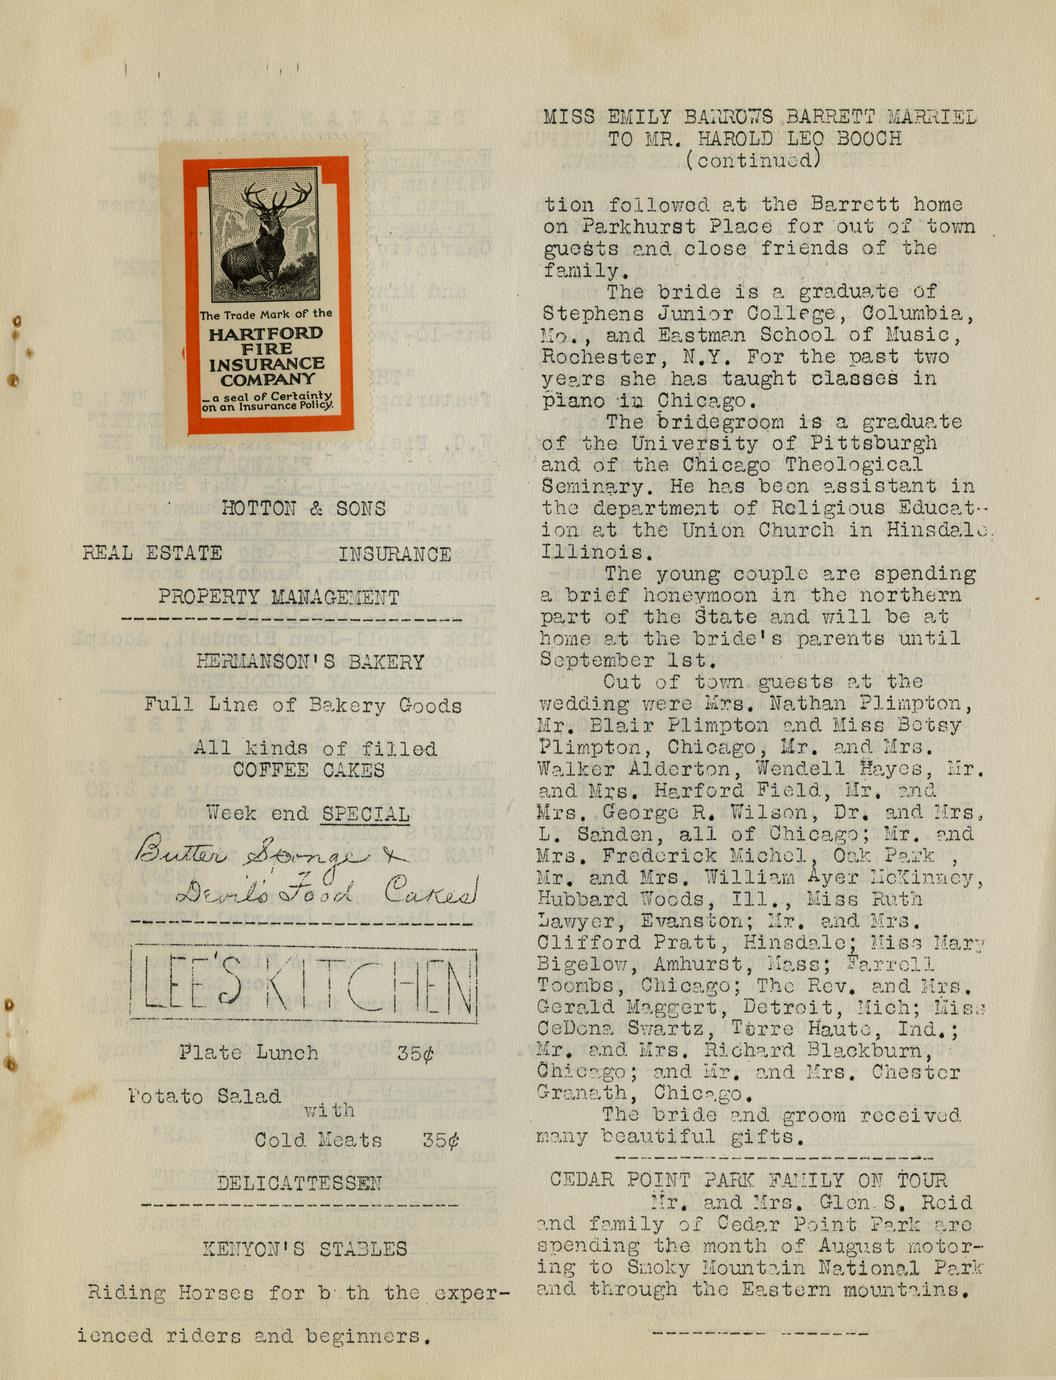 The Trade Mark of the
HARTFORD
FIRE
INSURANCE
COMPANY
_ a seal of Certainty
on an Insurance Policy.
HOTTON & SONS
REAL ESTATE INSURANCE
PROPERTY MANAGEMENT
HERMANSON'S BAKERY
Full Line of Bakery Goods
All kinds of filled
COFFEE CAKES
Week end SPECIAL
Butter Sponge &
Devil's Food Cakes
LEE'S KITCHEN
Plate Lunch 35¢
Potato Salad
with
Cold Meats 35¢
DELICATTESSEN
KENYON'S STABLES
Riding Horses for b th the exper-
ienced riders and beginners.
MISS EMILY BARROWS BARRETT MARRIED
TO MR. HAROLD LEO BOOCH
(continued)
tion followed at the Barrett home
on Parkhurst Place for out of town
guests and close friends of the
family.
The bride is a graduate of
Stephens Junior College, Columbia,
Mo., and Eastman School of Music,
Rochester, N.Y. For the past two
years she has taught classes in
piano in Chicago.
The bridegroom is a graduate
of the University of Pittsburgh
and of the Chicago Theological
Seminary. He has been assistant in
the department of Religious Educat-
ion at the Union Church in Hinsdale,
Illinois.
The young couple are spending
a brief honeymoon in the northern
part of the State and will be at
home at the bride's parents until
September 1st.
Out of town guests at the
wedding were Mrs. Nathan Plimpton,
Mr. Blair Plimpton and Miss Betsy
Plimpton, Chicago, Mr. and Mrs.
Walker Alderton, Wendell Hayes, Mr.
and Mrs. Harford Field, Mr. and
Mrs. George R. Wilson, Dr. and Mrs.
L. Sanden, all of Chicago; Mr. and
Mrs. Frederick Michel, Oak Park ,
Mr. and Mrs. William Ayer McKinney,
Hubbard Woods, Ill., Miss Ruth
Lawyer, Evanston; Mr. and Mrs.
Clifford Pratt, Hinsdale; Miss Mary
Bigelow, Amhurst, Mass; Farrell
Toombs, Chicago; The Rev. and Mrs.
Gerald Maggert, Detroit, Mich; Miss
CeDona Swartz, Terre Haute, Ind.;
Mr. and Mrs. Richard Blackburn,
Chicago; and Mr. and Mrs. Chester
Granath, Chicago.
The bride and groom received
many beautiful gifts.
CEDAR POINT PARK FAMILY ON TOUR
Mr. and Mrs. Glen S. Reid
and family of Cedar Point Park are
spending the month of August motor-
ing to Smoky Mountain National Park
and through the Eastern mountains.